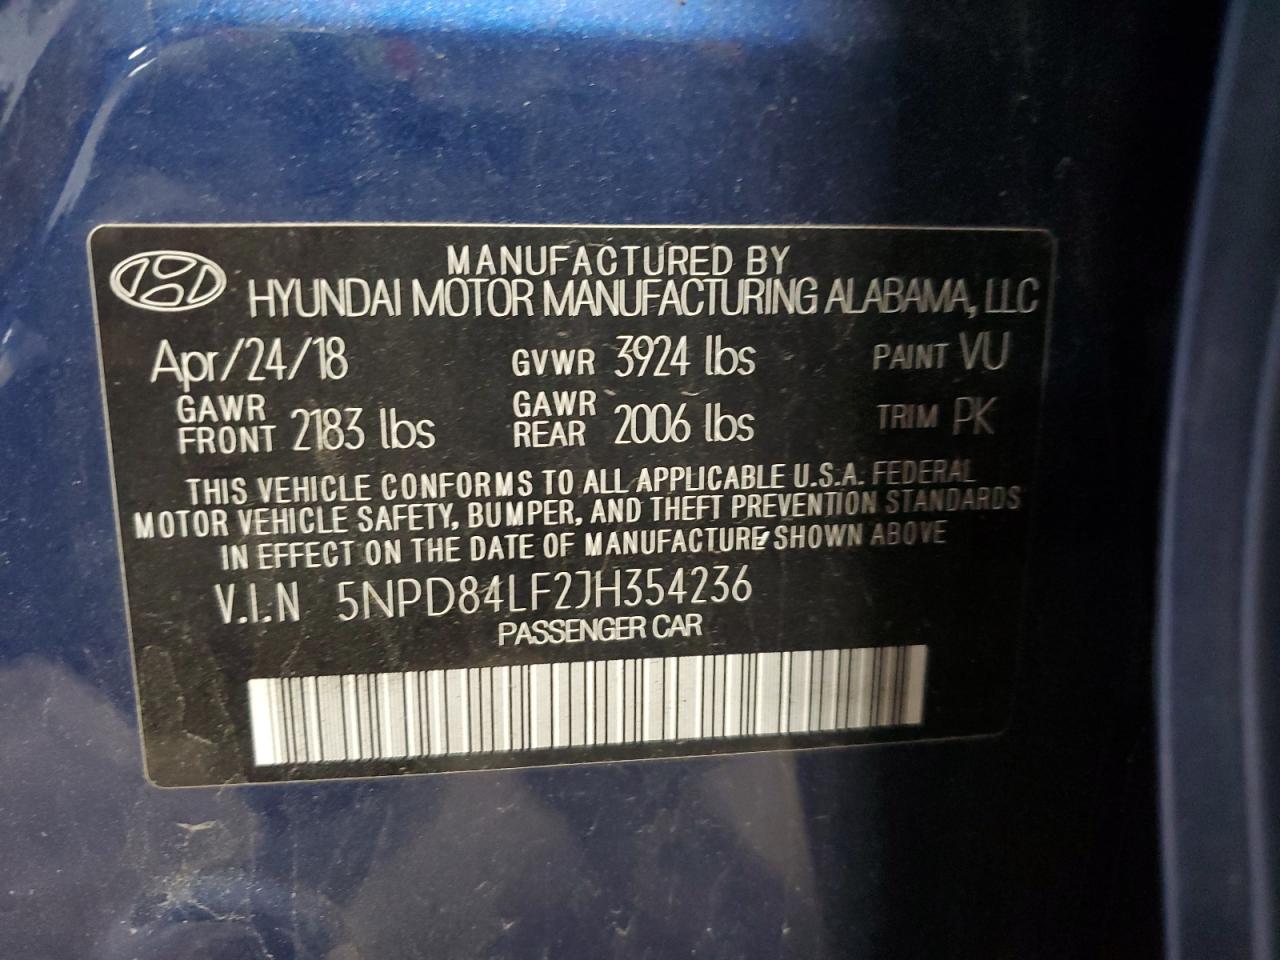 MANUFACTURED BY
HYUNDAI MOTOR MANUFACTURING ALABAMA, LLC
Apr/24/18 GVWR 3924 lbs PAINT VU
GAWR FRONT 2183 lbs GAWR REAR 2006 lbs TRIM PK
THIS VEHICLE CONFORMS TO ALL APPLICABLE U.S.A. FEDERAL
MOTOR VEHICLE SAFETY, BUMPER, AND THEFT PREVENTION STANDARDS
IN EFFECT ON THE DATE OF MANUFACTURE SHOWN ABOVE
V.I.N 5NPD84LF2JH354236
PASSENGER CAR